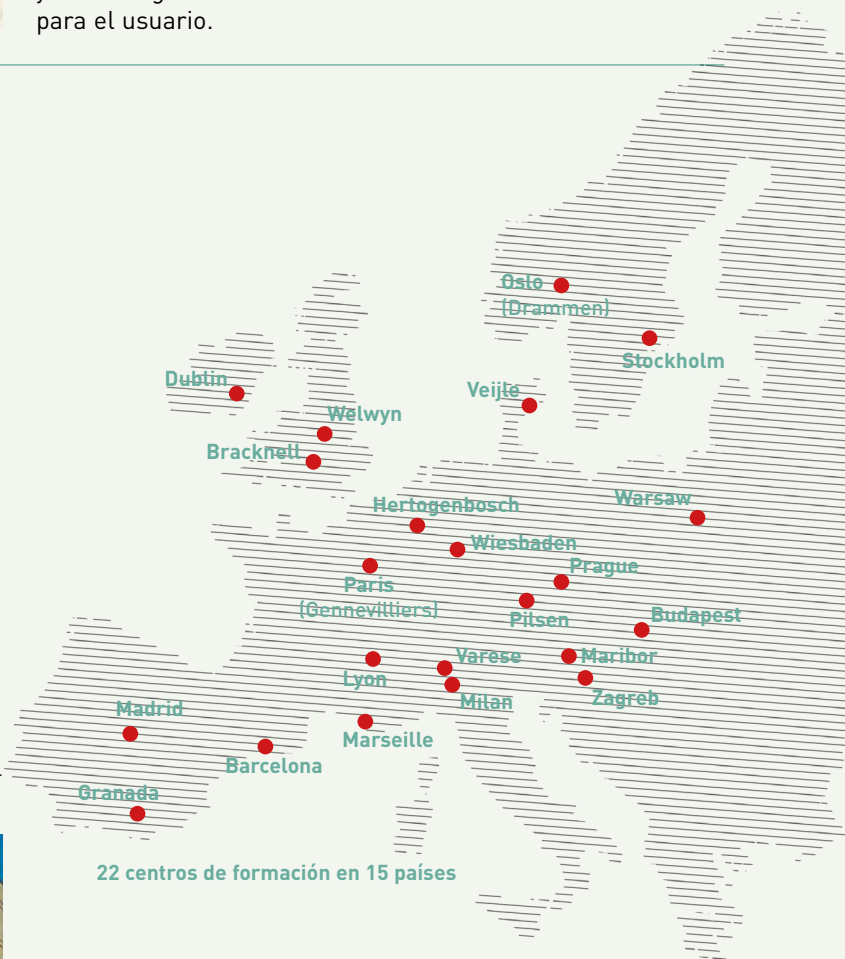 para el usuario.
Oslo
(Drammen)
Stockholm
Dublin
Veijle
Welwyn
Bracknell
Warsaw
Hertogenbosch
Wiesbaden
Prague
Paris
(Gennevilliers)
Pilsen
Budapest
Varese
Maribor
Lyon
Milan
Zagreb
Madrid
Marseille
Barcelona
Granada
22 centros de formación en 15 países